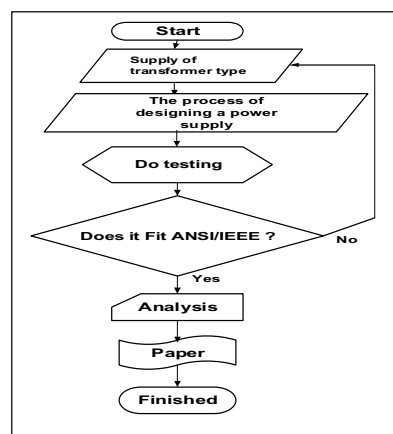 Start
Supply of
transformer type
The process of
designing a power
supply
Do testing
Does it Fit ANSI/IEEE ?
No
Yes
Analysis
Paper
Finished